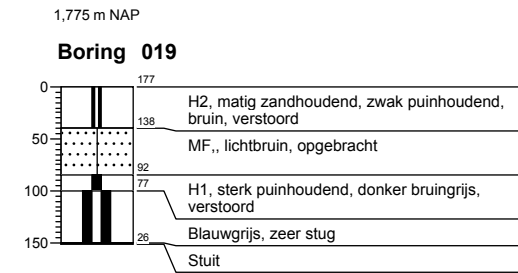 1,775 m NAP
Boring 019
177
0
H2, matig zandhoudend, zwak puinhoudend,
bruin, verstoord
138
50
MF,, lichtbruin, opgebracht
92
77
100
H1, sterk puinhoudend, donker bruingrijs,
verstoord
Blauwgrijs, zeer stug
26
150
Stuit